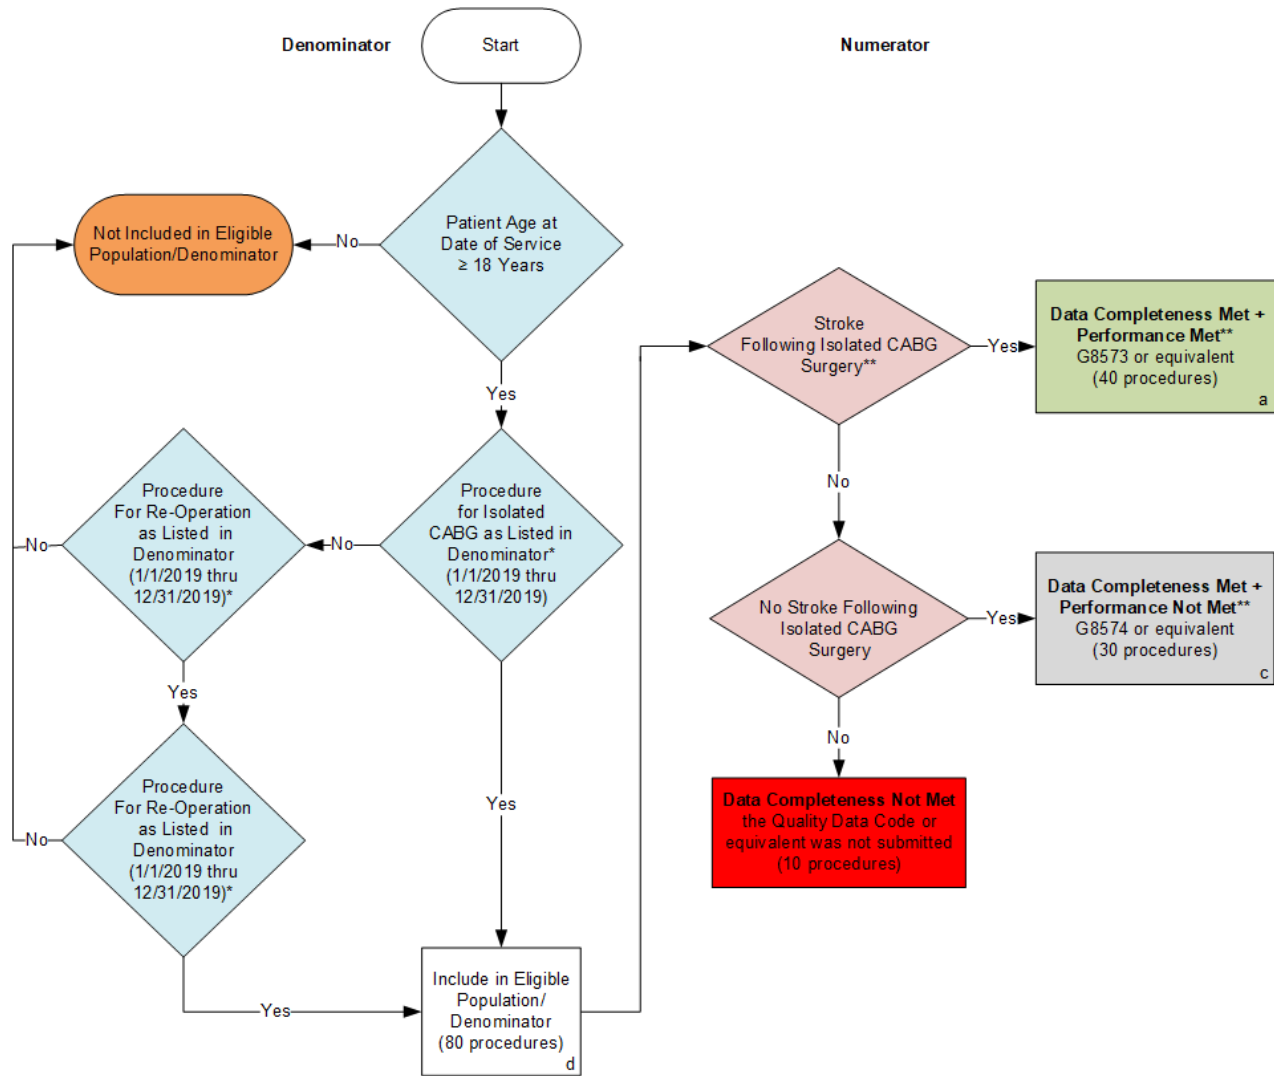 Denominator
Start
Numerator
Patient Age at
Date of Service
≥ 18 Years
No
Not Included in Eligible
Population/Denominator
Yes
Procedure
for Isolated
CABG as Listed in
Denominator*
(1/1/2019 thru
12/31/2019)
No
Procedure
For Re-Operation
as Listed in
Denominator
(1/1/2019 thru
12/31/2019)*
No
Yes
Procedure
For Re-Operation
as Listed in
Denominator
(1/1/2019 thru
12/31/2019)*
No
Yes
Yes
Include in Eligible
Population/
Denominator
(80 procedures)
d
Stroke
Following Isolated CABG
Surgery**
Yes
Data Completeness Met +
Performance Met**
G8573 or equivalent
(40 procedures)
a
No
No Stroke Following
Isolated CABG
Surgery
Yes
Data Completeness Met +
Performance Not Met**
G8574 or equivalent
(30 procedures)
c
No
Data Completeness Not Met
the Quality Data Code or
equivalent was not submitted
(10 procedures)